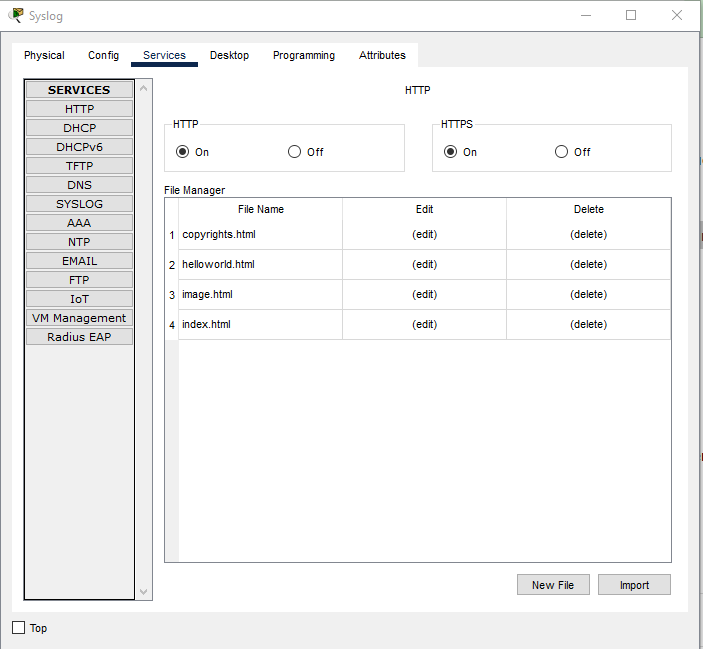 Syslog
Physical Config Services Desktop Programming Attributes
SERVICES
HTTP
DHCP
DHCPv6
TFTP
DNS
SYSLOG
AAA
NTP
EMAIL
FTP
IoT
VM Management
Radius EAP
HTTP
HTTP
On Off
HTTPS
On Off
File Manager
File Name Edit Delete
1 copyrights.html (edit) (delete)
2 helloworld.html (edit) (delete)
3 image.html (edit) (delete)
4 index.html (edit) (delete)
New File Import
Top